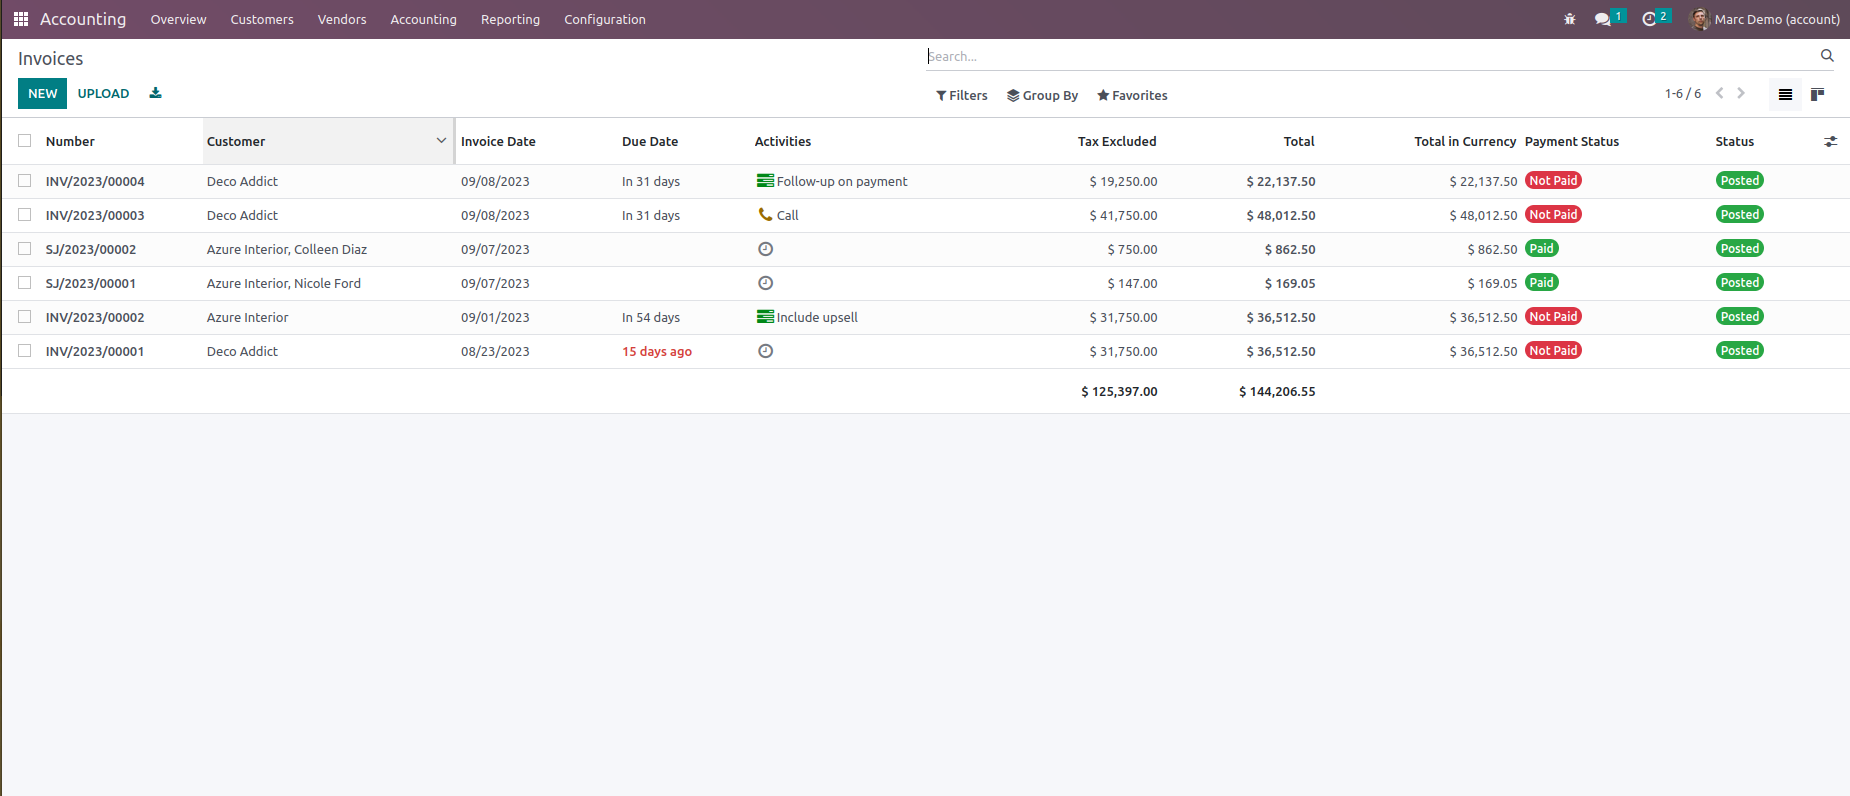 Accounting Overview Customers Vendors Accounting Reporting Configuration 1 2 Marc Demo (account)
Invoices Search...
NEW UPLOAD Filters Group By Favorites 1-6 / 6
Number Customer Invoice Date Due Date Activities Tax Excluded Total Total in Currency Payment Status Status
INV/2023/00004 Deco Addict 09/08/2023 In 31 days Follow-up on payment $ 19,250.00 $ 22,137.50 $ 22,137.50 Not Paid Posted
INV/2023/00003 Deco Addict 09/08/2023 In 31 days Call $ 41,750.00 $ 48,012.50 $ 48,012.50 Not Paid Posted
SJ/2023/00002 Azure Interior, Colleen Diaz 09/07/2023 $ 750.00 $ 862.50 $ 862.50 Paid Posted
SJ/2023/00001 Azure Interior, Nicole Ford 09/07/2023 $ 147.00 $ 169.05 $ 169.05 Paid Posted
INV/2023/00002 Azure Interior 09/01/2023 In 54 days Include upsell $ 31,750.00 $ 36,512.50 $ 36,512.50 Not Paid Posted
INV/2023/00001 Deco Addict 08/23/2023 15 days ago $ 31,750.00 $ 36,512.50 $ 36,512.50 Not Paid Posted
$ 125,397.00 $ 144,206.55